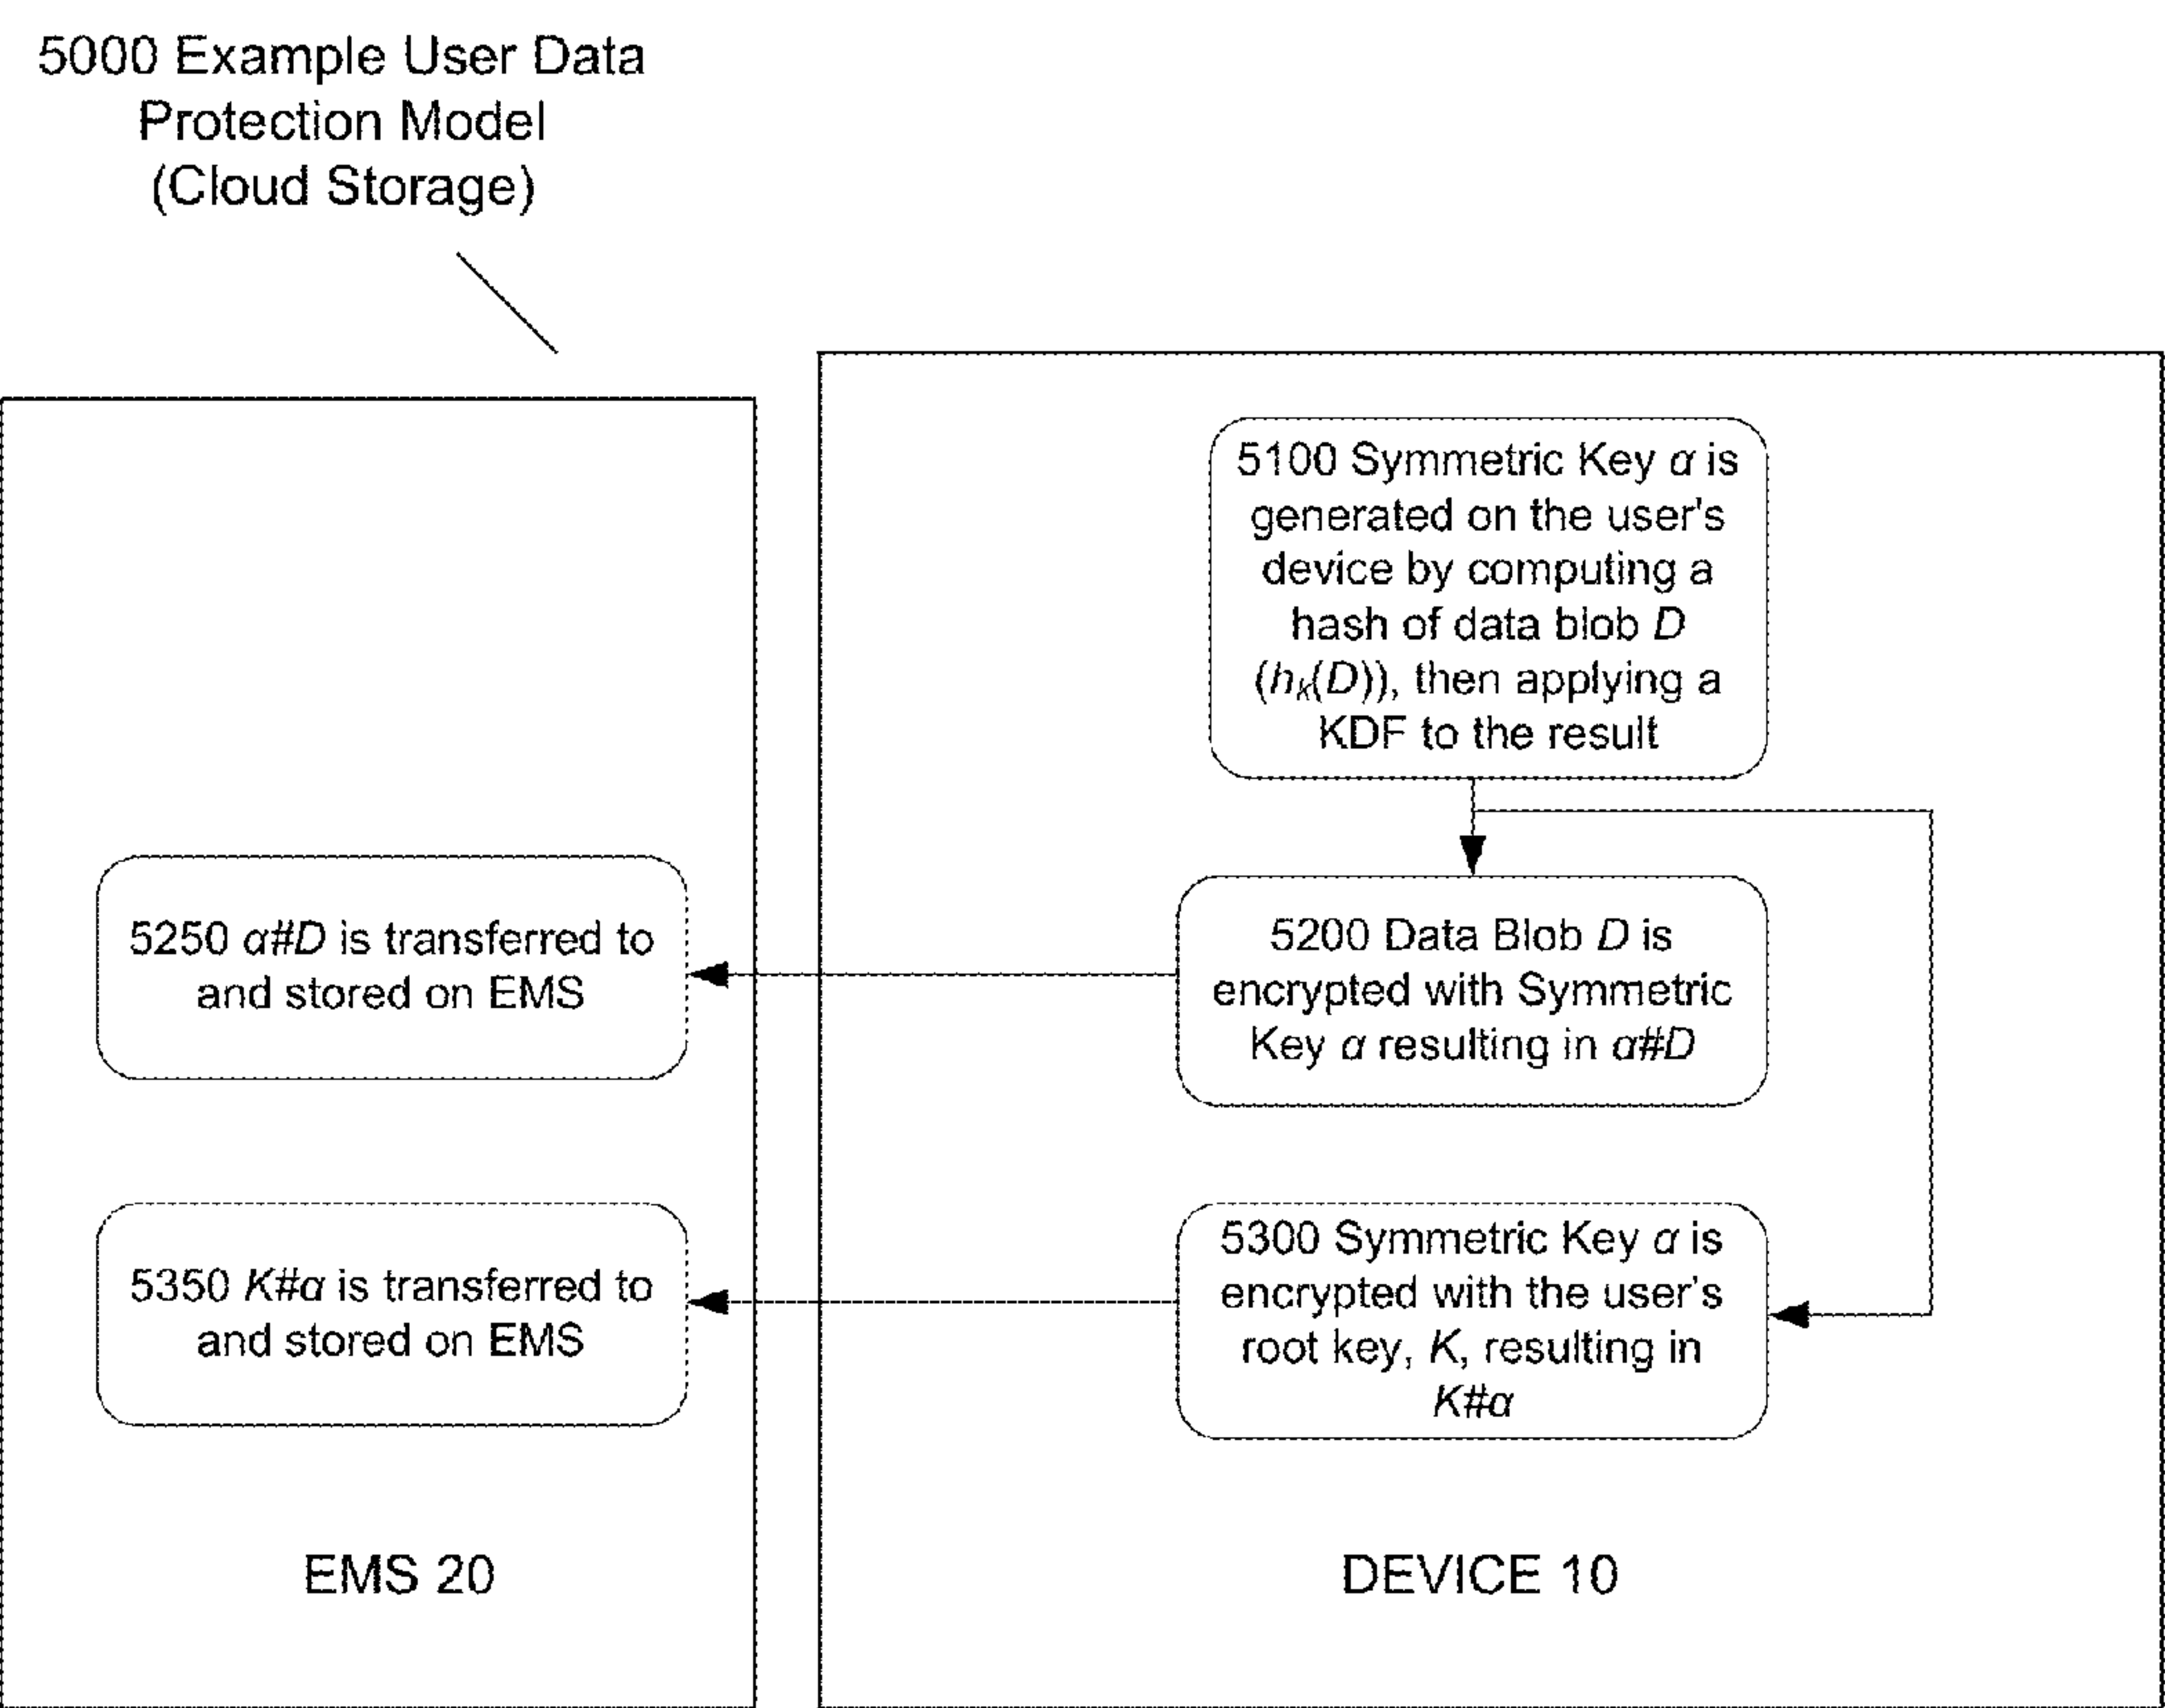 5000 Example User Data
Protection Model
(Cloud Storage)
5100 Symmetric Key α is
generated on the user's
device by computing a
hash of data blob D
(hk(D)), then applying a
KDF to the result
5250 α#D is transferred to
and stored on EMS
5200 Data Blob D is
encrypted with Symmetric
Key α resulting in α#D
5350 K#α is transferred to
and stored on EMS
5300 Symmetric Key α is
encrypted with the user's
root key, K, resulting in
K#α
EMS 20
DEVICE 10